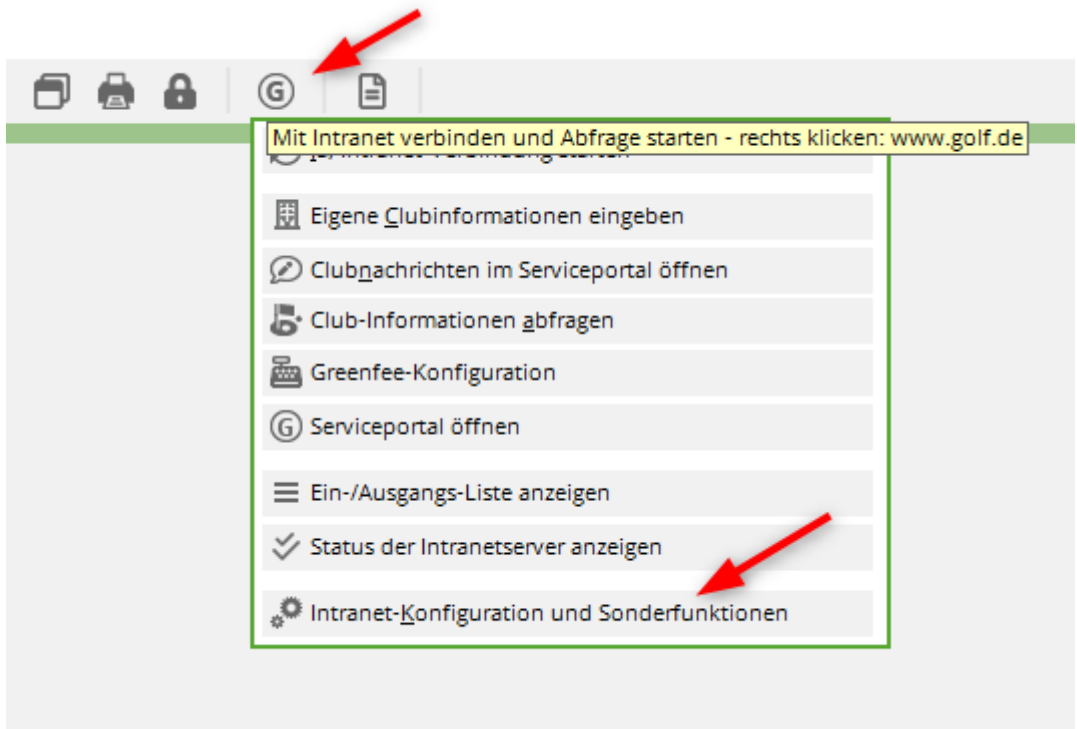 G
Mit Intranet verbinden und Abfrage starten - rechts klicken: www.golf.de
Eigene Clubinformationen eingeben
Clubnachrichten im Serviceportal öffnen
Club-Informationen abfragen
Greenfee-Konfiguration
G Serviceportal öffnen
Ein-/Ausgangs-Liste anzeigen
Status der Intranetserver anzeigen
Intranet-Konfiguration und Sonderfunktionen